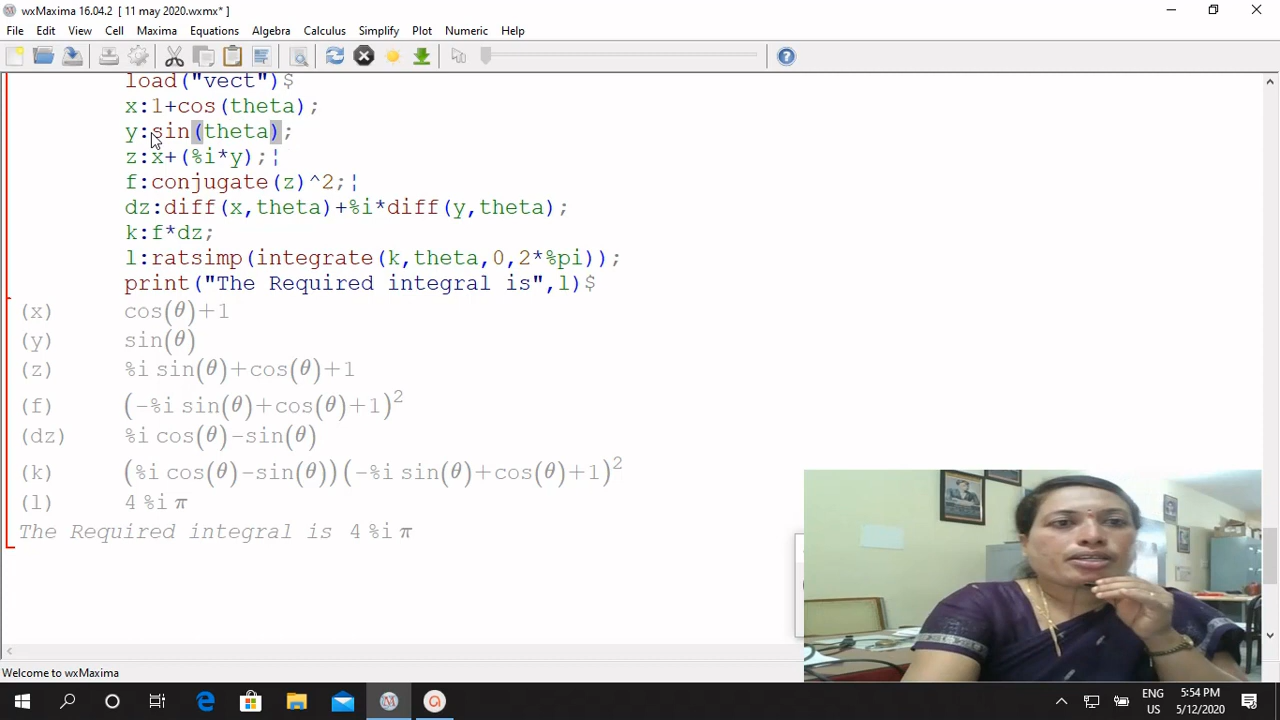 wxMaxima 16.04.2 [ 11 may 2020.wxmx* ]
File Edit View Cell Maxima Equations Algebra Calculus Simplify Plot Numeric Help
load("vect")$
x:1+cos(theta);
y:sin(theta);
z:x+(%i*y);¦
f:conjugate(z)^2;¦
dz:diff(x,theta)+%i*diff(y,theta);
k:f*dz;
l:ratsimp(integrate(k,theta,0,2*%pi));
print("The Required integral is",l)$
(x) cos(θ)+1
(y) sin(θ)
(z) %i sin(θ)+cos(θ)+1
(f) (-%i sin(θ)+cos(θ)+1)²
(dz) %i cos(θ)-sin(θ)
(k) (%i cos(θ)-sin(θ))(-%i sin(θ)+cos(θ)+1)²
(l) 4 %i π
The Required integral is 4 %i π
Welcome to wxMaxima
ENG
US
5:54 PM
5/12/2020